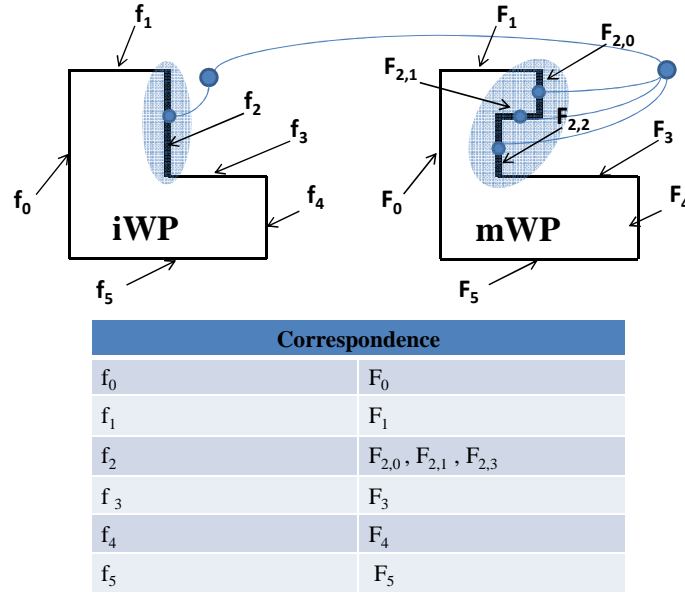 f₁
F₁
F₂,₀
F₂,₁
f₂
F₂,₂
f₃
F₃
f₀
f₄
F₀
F₄
iWP
mWP
f₅
F₅
Correspondence
f₀ F₀
f₁ F₁
f₂ F₂,₀ , F₂,₁ , F₂,₃
f ₃ F₃
f₄ F₄
f₅ F₅